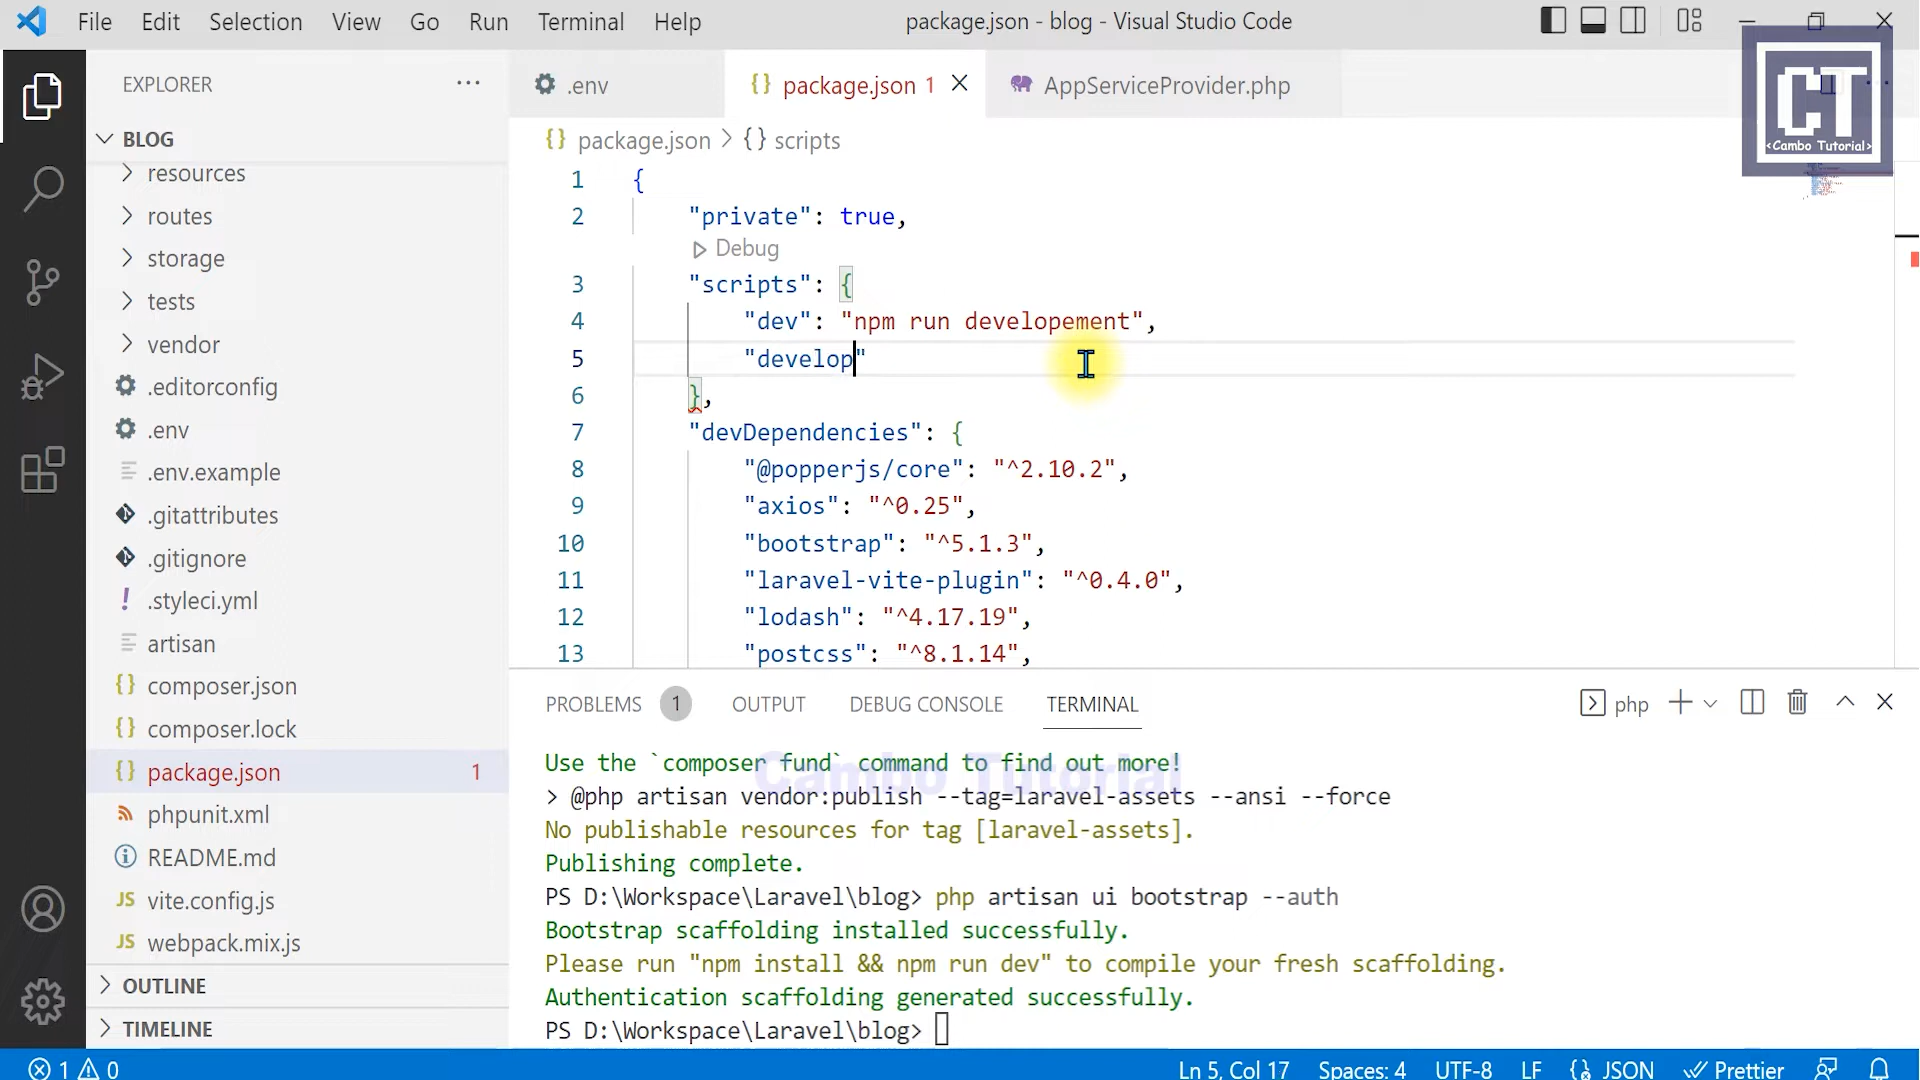 File Edit Selection View Go Run Terminal Help
package.json - blog - Visual Studio Code
CT
<Cambo Tutorial>
EXPLORER
BLOG
resources
routes
storage
tests
vendor
.editorconfig
.env
.env.example
.gitattributes
.gitignore
.styleci.yml
artisan
composer.json
composer.lock
package.json 1
phpunit.xml
README.md
vite.config.js
webpack.mix.js
OUTLINE
TIMELINE
.env package.json 1 AppServiceProvider.php
package.json > {} scripts
1 {
2 "private": true,
Debug
3 "scripts": {
4 "dev": "npm run developement",
5 "develop"
6 },
7 "devDependencies": {
8 "@popperjs/core": "^2.10.2",
9 "axios": "^0.25",
10 "bootstrap": "^5.1.3",
11 "laravel-vite-plugin": "^0.4.0",
12 "lodash": "^4.17.19",
13 "postcss": "^8.1.14",
PROBLEMS 1 OUTPUT DEBUG CONSOLE TERMINAL php
Use the `composer fund` command to find out more!
Cambo Tutorial
> @php artisan vendor:publish --tag=laravel-assets --ansi --force
No publishable resources for tag [laravel-assets].
Publishing complete.
PS D:\Workspace\Laravel\blog> php artisan ui bootstrap --auth
Bootstrap scaffolding installed successfully.
Please run "npm install && npm run dev" to compile your fresh scaffolding.
Authentication scaffolding generated successfully.
PS D:\Workspace\Laravel\blog>
1 0 Ln 5, Col 17 Spaces: 4 UTF-8 LF JSON Prettier